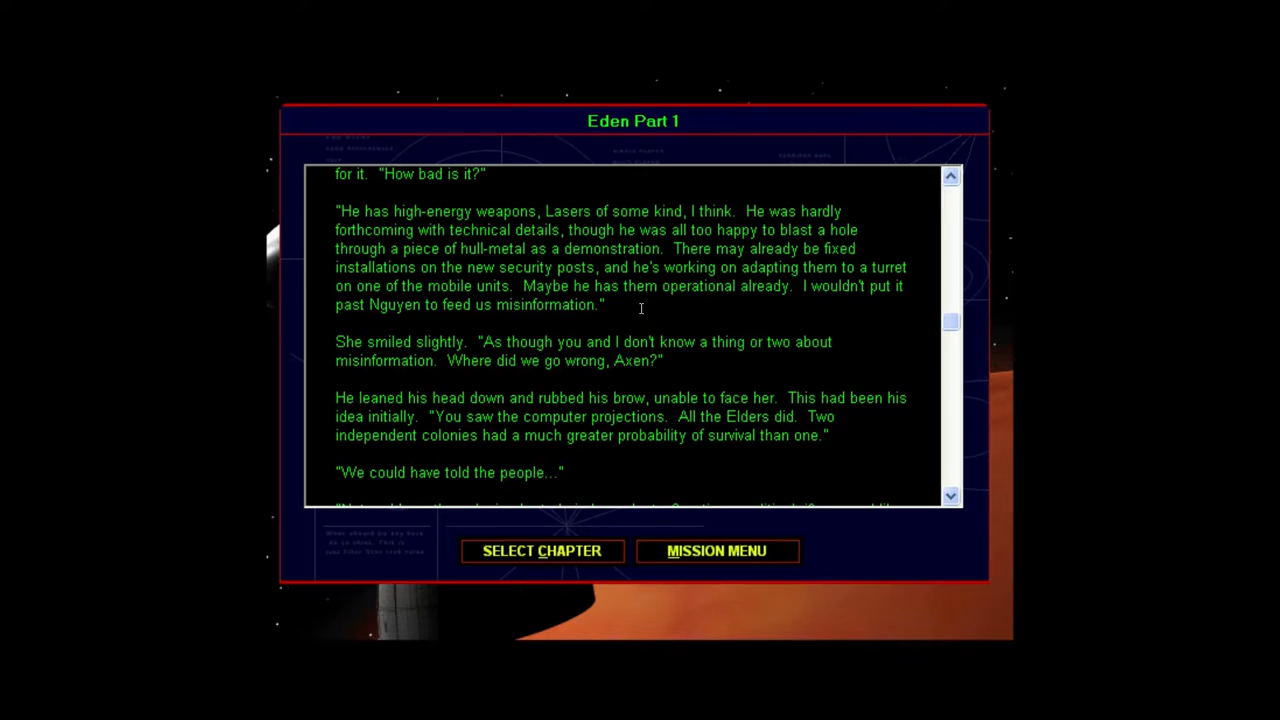 Eden Part 1
for it.  "How bad is it?"
"He has high-energy weapons, Lasers of some kind, I think.  He was hardly
forthcoming with technical details, though he was all too happy to blast a hole
through a piece of hull-metal as a demonstration.  There may already be fixed
installations on the new security posts, and he's working on adapting them to a turret
on one of the mobile units.  Maybe he has them operational already.  I wouldn't put it
past Nguyen to feed us misinformation."
She smiled slightly.  "As though you and I don't know a thing or two about
misinformation.  Where did we go wrong, Axen?"
He leaned his head down and rubbed his brow, unable to face her.  This had been his
idea initially.  "You saw the computer projections.  All the Elders did.  Two
independent colonies had a much greater probability of survival than one."
"We could have told the people..."
SELECT CHAPTER
MISSION MENU